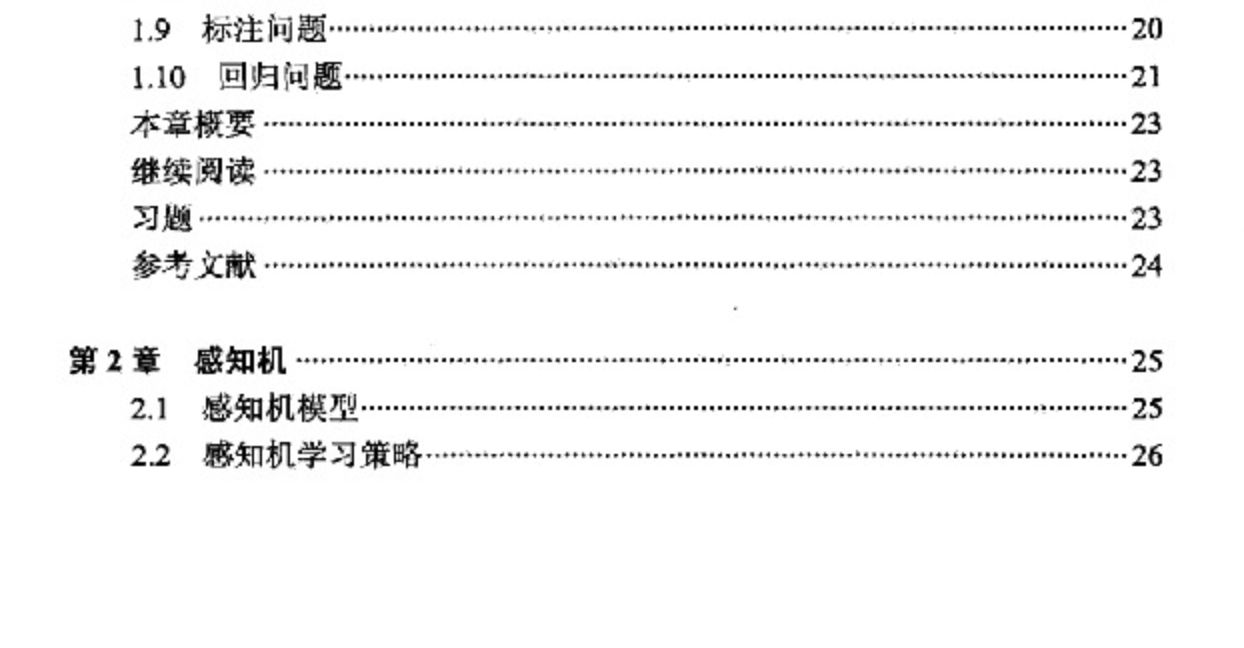 1.9 标注问题……20
1.10 回归问题……21
本章概要……23
继续阅读……23
习题……23
参考文献……24
第 2 章 感知机……25
2.1 感知机模型……25
2.2 感知机学习策略……26